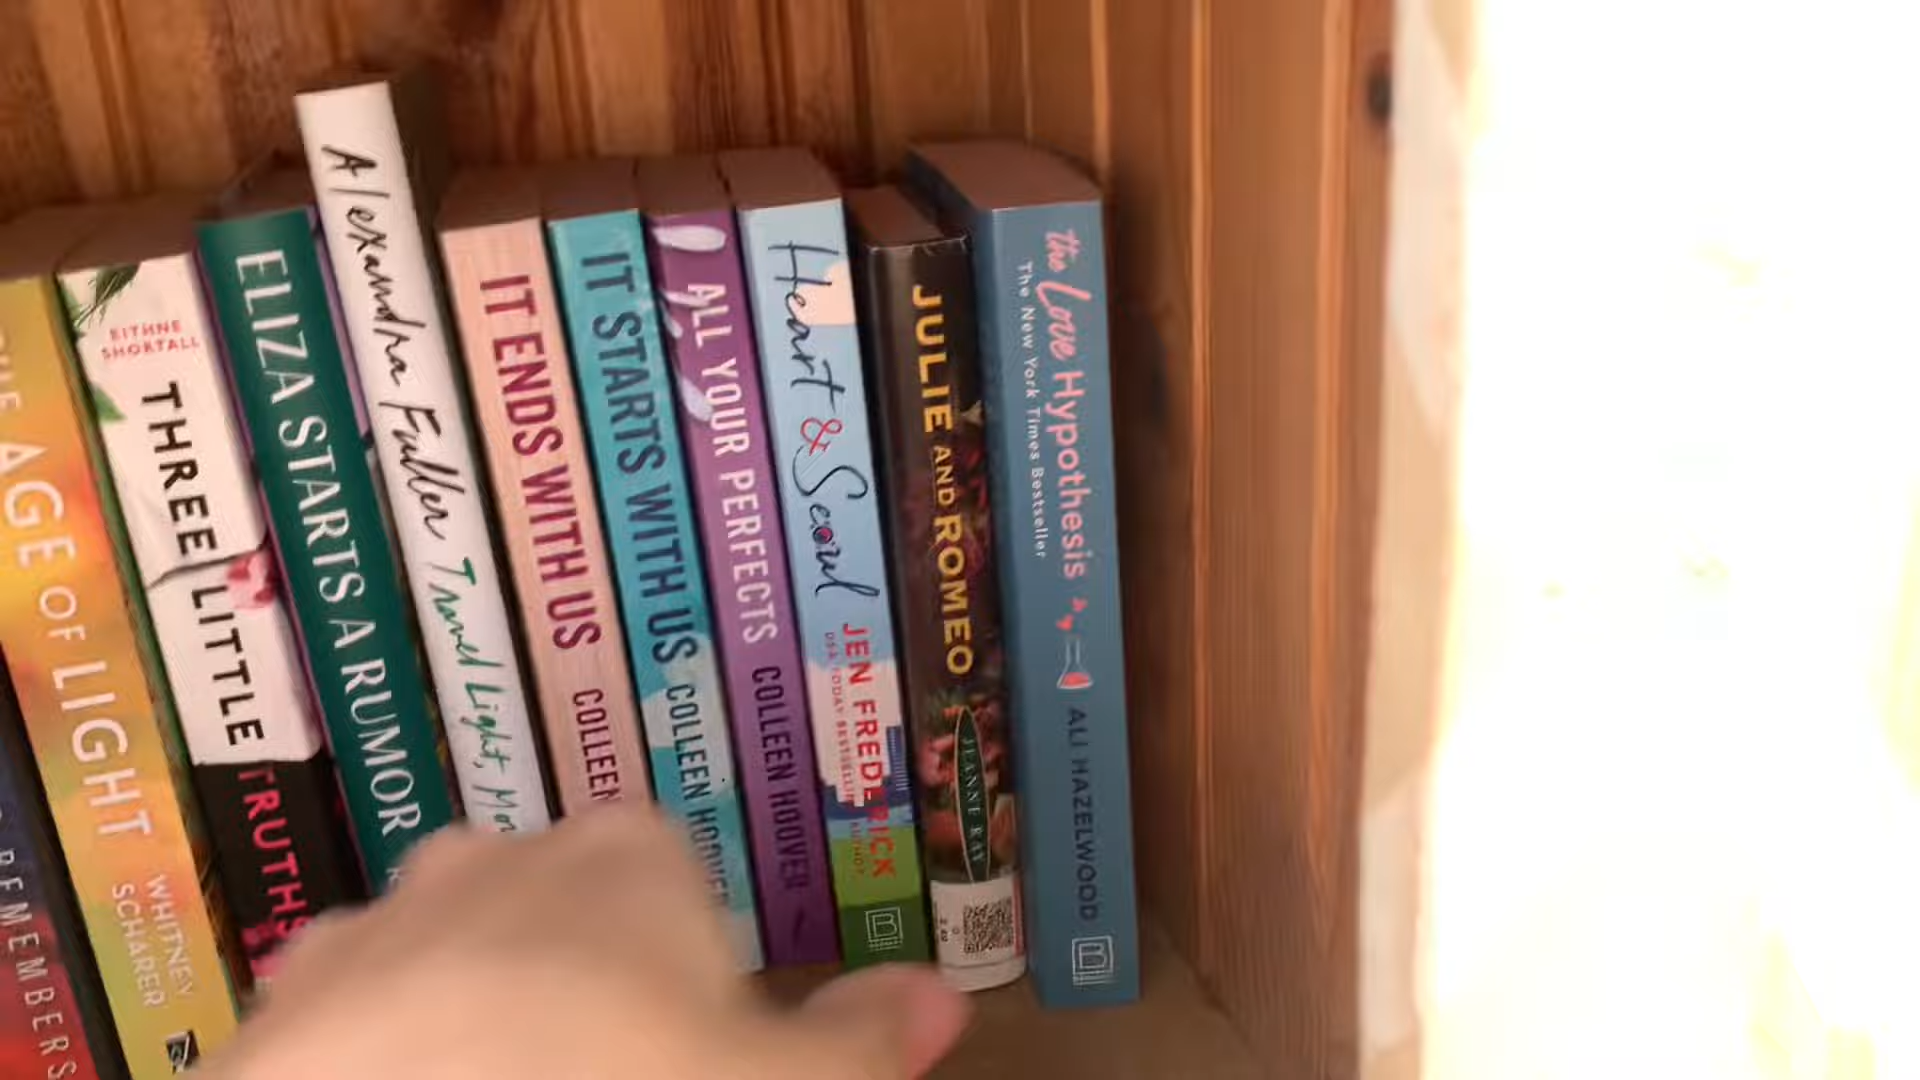 REMEMBERS
AGE OF LIGHT
WHITNEY
SCHARER
EITHNE
SHORTALL
THREE LITTLE
TRUTHS
ELIZA STARTS A RUMOR
Alexandra Fuller Travel Light,
IT ENDS WITH US COLLEEN
IT STARTS WITH US COLLEEN HOOVER
ALL YOUR PERFECTS COLLEEN HOOVER
Heart & Seoul
JEN FREDERICK
USA TODAY BESTSELLING AUTHOR
JULIE AND ROMEO
JEANNE RAY
the Love Hypothesis ALI HAZELWOOD
The New York Times Bestseller